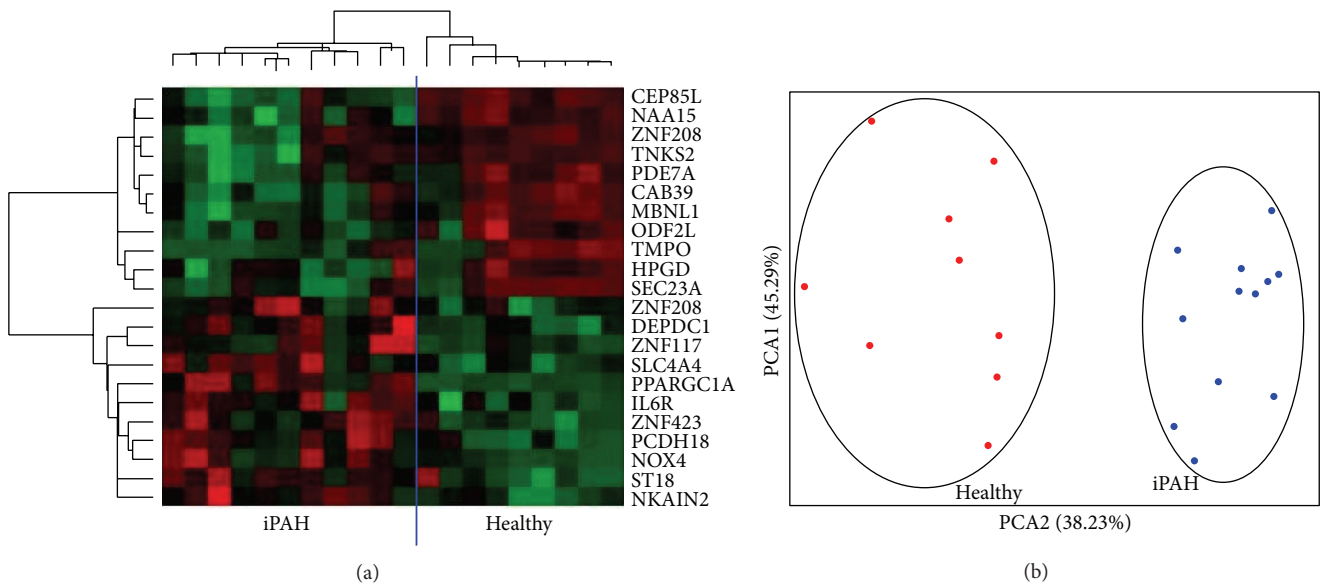 CEP85L
NAA15
ZNF208
TNKS2
PDE7A
CAB39
MBNL1
ODF2L
TMPO
HPGD
SEC23A
ZNF208
DEPDC1
ZNF117
SLC4A4
PPARGC1A
IL6R
ZNF423
PCDH18
NOX4
ST18
NKAIN2
iPAH
Healthy
(a)
PCA1 (45.29%)
Healthy
iPAH
PCA2 (38.23%)
(b)